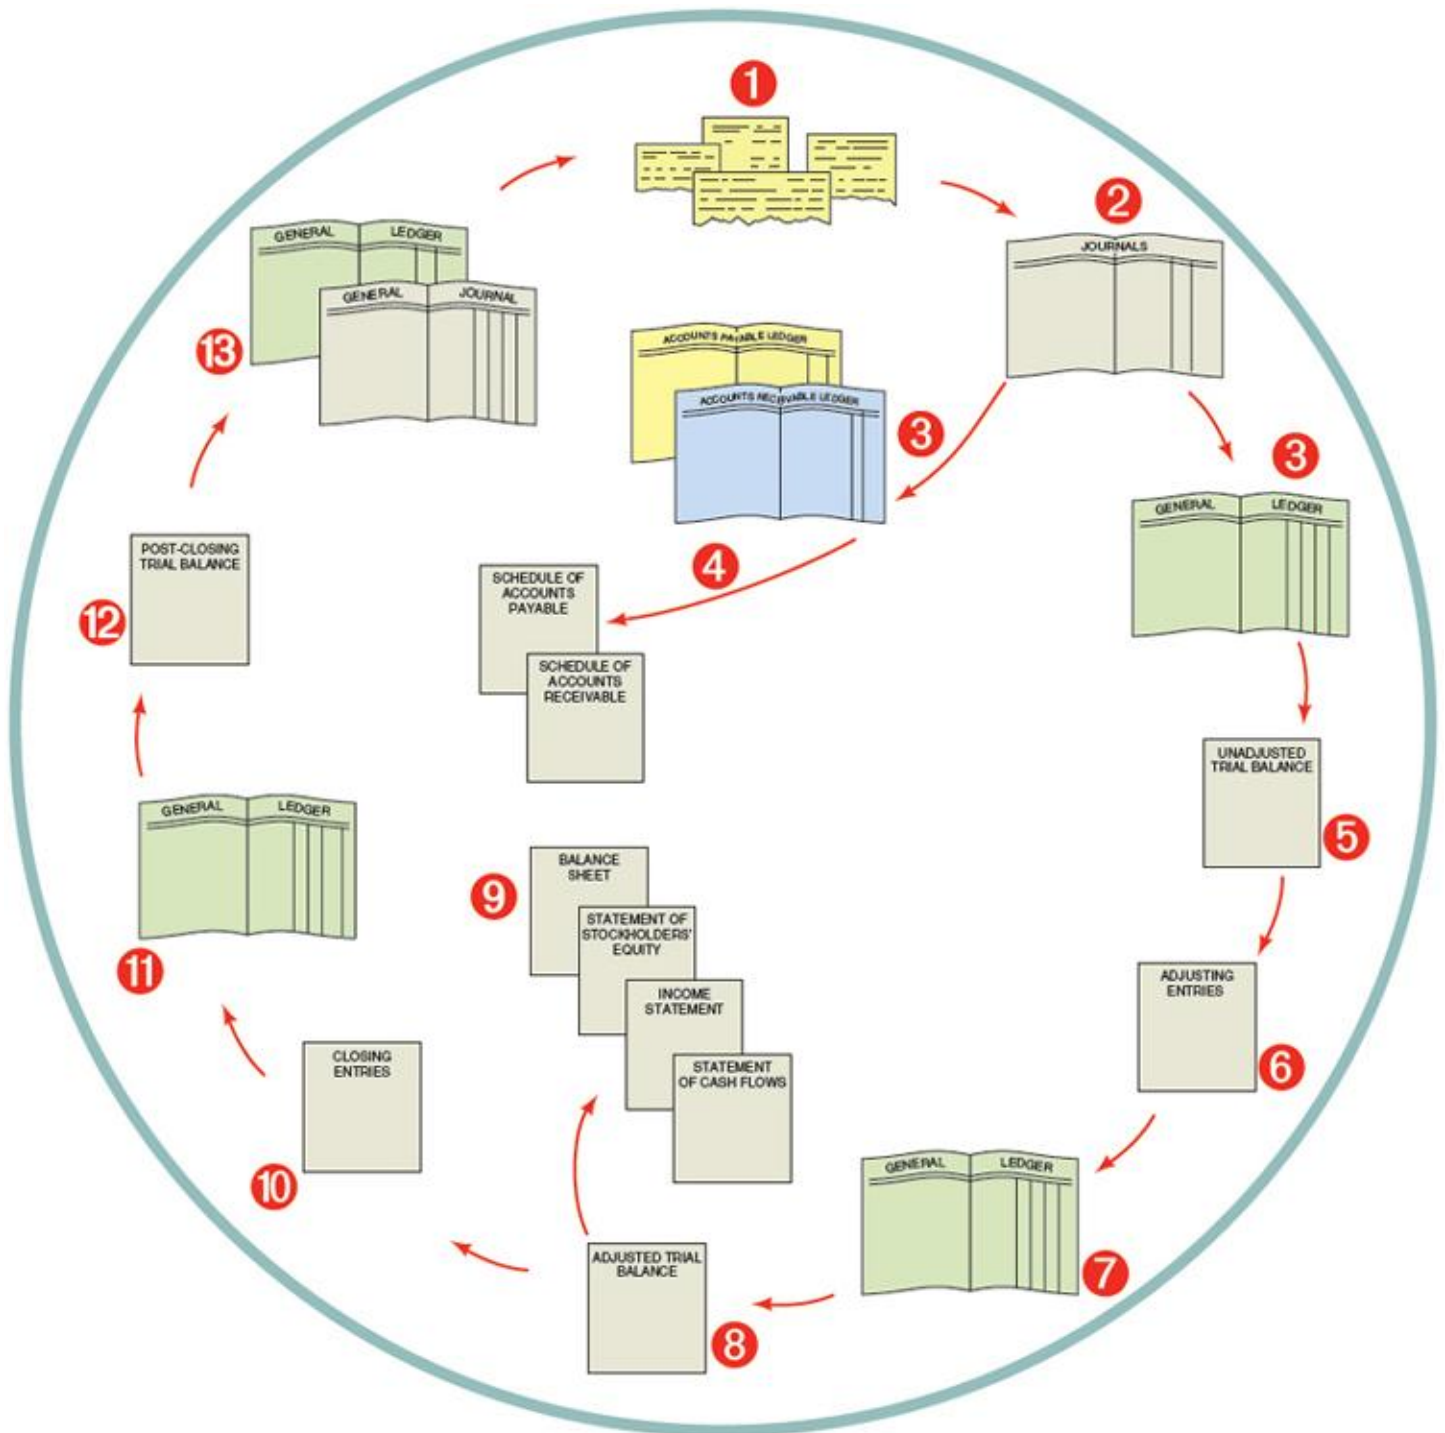 1
2
JOURNALS
GENERAL LEDGER
GENERAL JOURNAL
13
ACCOUNTS PAYABLE LEDGER
ACCOUNTS RECEIVABLE LEDGER
3
3
GENERAL LEDGER
4
SCHEDULE OF
ACCOUNTS
PAYABLE
SCHEDULE OF
ACCOUNTS
RECEIVABLE
POST-CLOSING
TRIAL BALANCE
12
UNADJUSTED
TRIAL BALANCE
5
GENERAL LEDGER
11
BALANCE
SHEET
9
STATEMENT OF
STOCKHOLDERS'
EQUITY
INCOME
STATEMENT
STATEMENT
OF CASH FLOWS
ADJUSTING
ENTRIES
6
CLOSING
ENTRIES
10
GENERAL LEDGER
7
ADJUSTED TRIAL
BALANCE
8